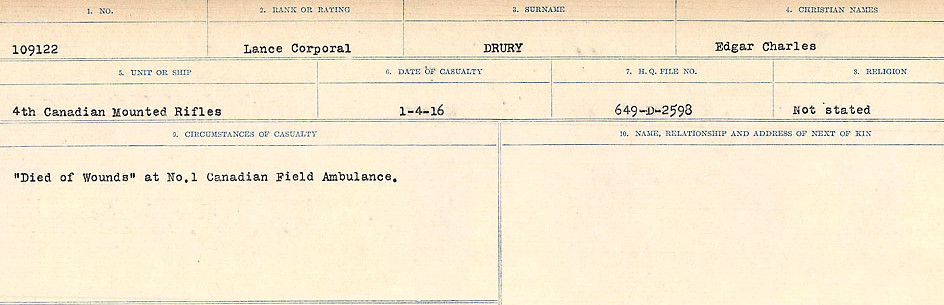 1. NO. 2. RANK OR RATING 3. SURNAME 4. CHRISTIAN NAMES
109122 Lance Corporal DRURY Edgar Charles
5. UNIT OR SHIP 6. DATE OF CASUALTY 7. H. Q. FILE NO. 8. RELIGION
4th Canadian Mounted Rifles 1-4-16 649-D-2598 Not stated
9. CIRCUMSTANCES OF CASUALTY 10. NAME, RELATIONSHIP AND ADDRESS OF NEXT OF KIN
"Died of Wounds" at No.1 Canadian Field Ambulance.